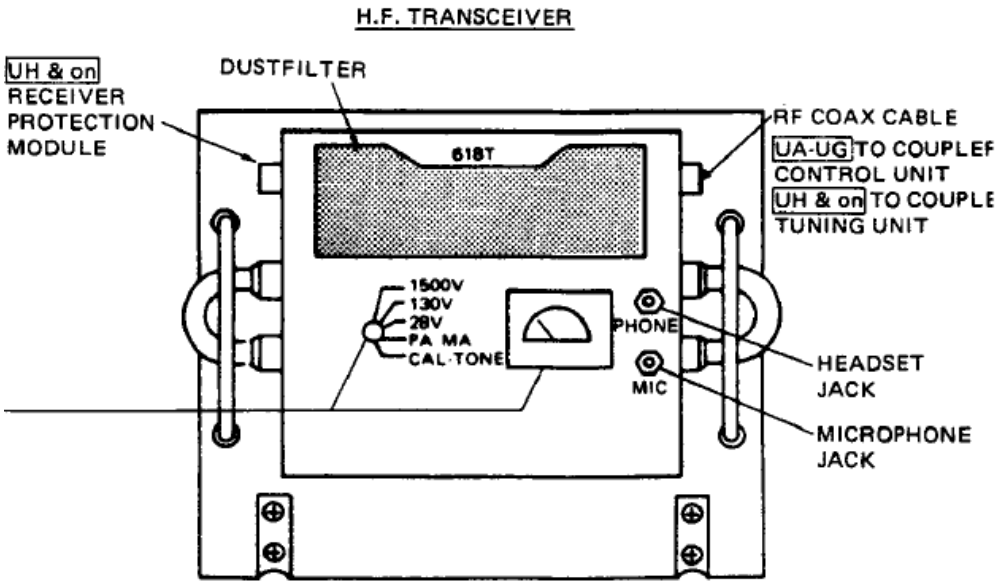 H.F. TRANSCEIVER
UH & on
RECEIVER
PROTECTION
MODULE
DUSTFILTER
618T
RF COAX CABLE
UA-UG TO COUPLER
CONTROL UNIT
UH & on TO COUPLE
TUNING UNIT
1500V
130V
28V
PA MA
CAL-TONE
PHONE
MIC
HEADSET
JACK
MICROPHONE
JACK